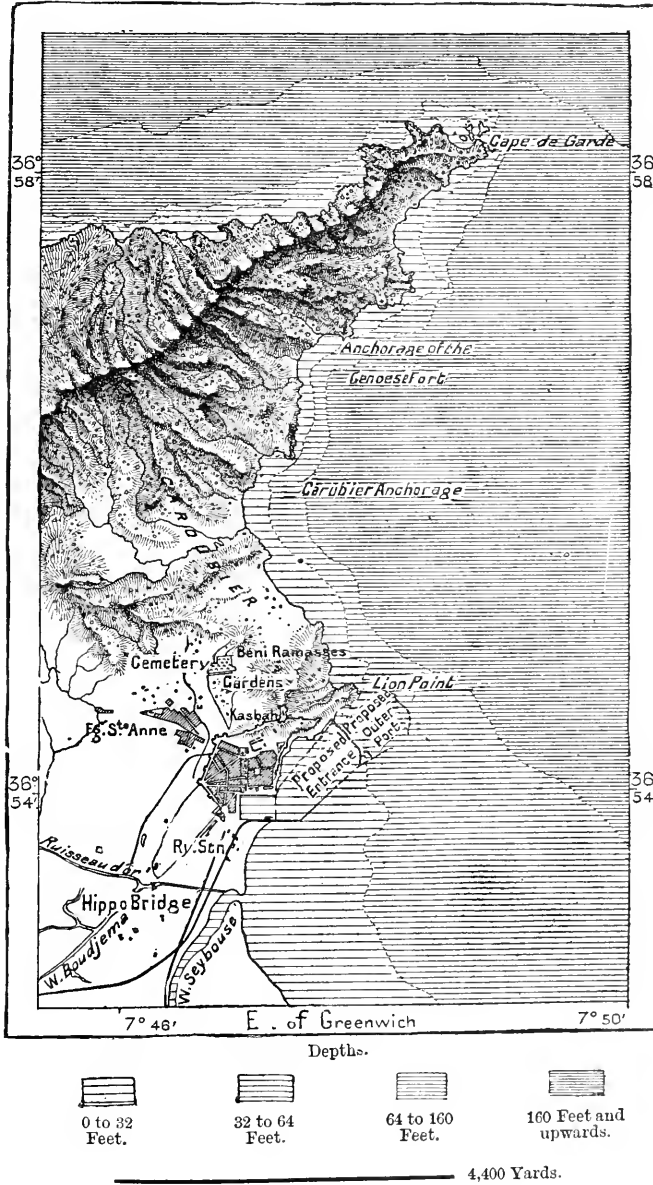 Cape de Garde
36°
58'
36°
58'
Anchorage of the
Genoese Fort
Carubier Anchorage
Beni Ramasses
Cemetery
Gardens
Lion Point
Kasbah
Fg. Ste Anne
Proposed
Entrance
Proposed
Outer
Port
36°
54'
36°
54'
Ry. Stn.
Ruisseau d'or
Hippo Bridge
W. Boudjema
W. Seybouse
7° 46'
E. of Greenwich
7° 50'
Depths.
0 to 32
Feet.
32 to 64
Feet.
64 to 160
Feet.
160 Feet and
upwards.
4,400 Yards.